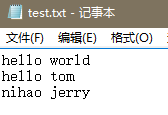 test.txt - 记事本
文件(F) 编辑(E) 格式(O)
hello world
hello tom
nihao jerry